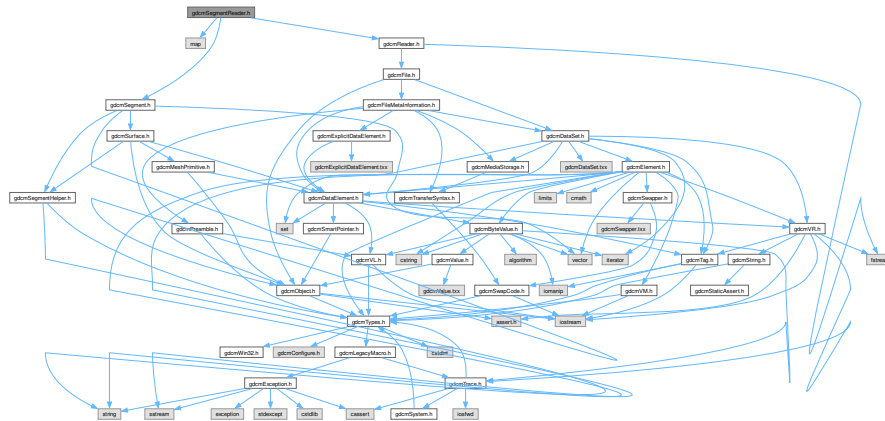 gdcmSegmentReader.h
map
gdcmReader.h
gdcmFile.h
gdcmSegment.h
gdcmFileMetaInformation.h
gdcmSurface.h
gdcmExplicitDataElement.h
gdcmDataSet.h
gdcmMeshPrimitive.h
gdcmExplicitDataElement.txx
gdcmMediaStorage.h
gdcmDataSet.txx
gdcmElement.h
gdcmSegmentHelper.h
gdcmDataElement.h
gdcmTransferSyntax.h
limits
cmath
gdcmSwapper.h
gdcmPreamble.h
set
gdcmSmartPointer.h
gdcmByteValue.h
gdcmSwapper.txx
gdcmVR.h
gdcmVL.h
cstring
gdcmValue.h
algorithm
vector
iterator
gdcmTag.h
gdcmString.h
fstream
gdcmObject.h
gdcmValue.txx
gdcmSwapCode.h
iomanip
gdcmVM.h
gdcmStaticAssert.h
gdcmTypes.h
assert.h
iostream
gdcmWin32.h
gdcmConfigure.h
gdcmLegacyMacro.h
gdcmException.h
gdcmTrace.h
string
sstream
exception
stdexcept
cstdlib
cassert
gdcmSystem.h
iosfwd